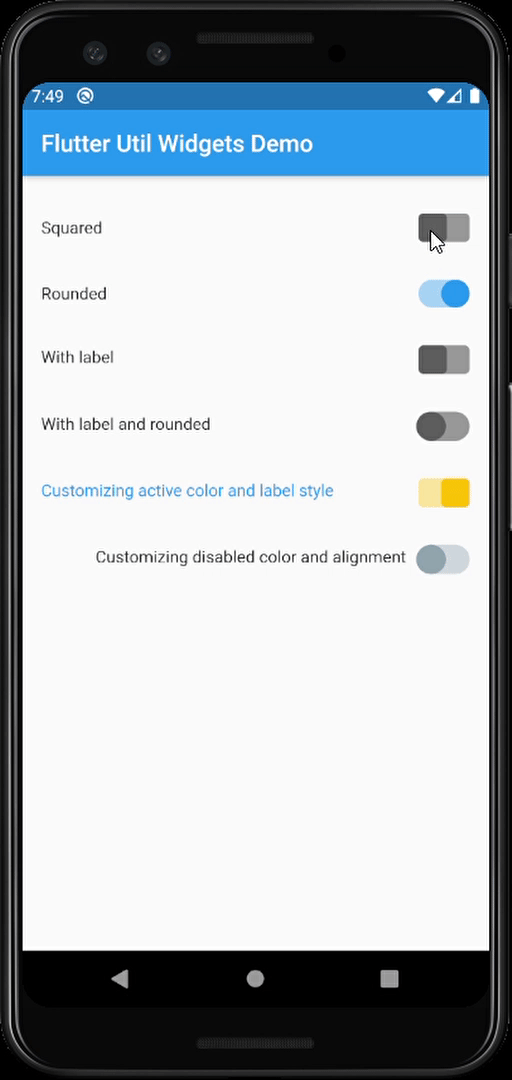 7:49
Flutter Util Widgets Demo
Squared
Rounded
With label
With label and rounded
Customizing active color and label style
Customizing disabled color and alignment